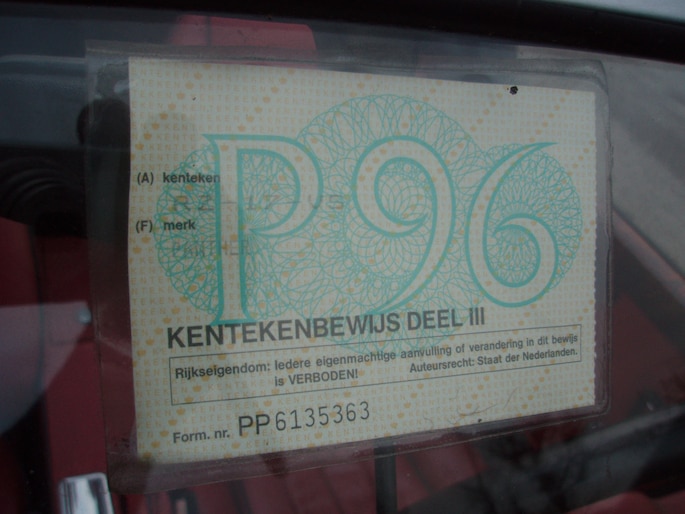 P96
(A) kenteken
(F) merk
PANTHER
KENTEKENBEWIJS DEEL III
Rijkseigendom: Iedere eigenmachtige aanvulling of verandering in dit bewijs
is VERBODEN! Auteursrecht: Staat der Nederlanden.
Form. nr. PP6135363